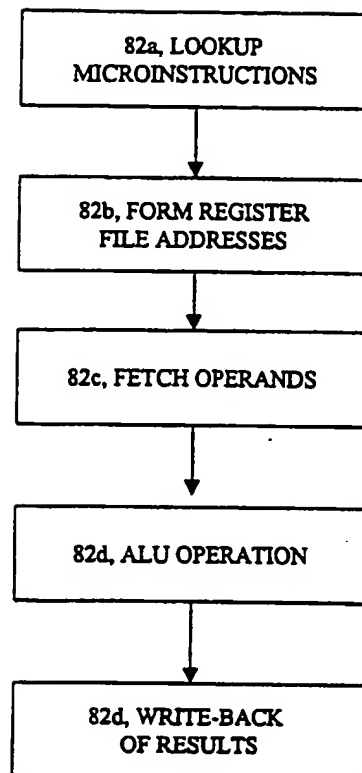 82a, LOOKUP
MICROINSTRUCTIONS
82b, FORM REGISTER
FILE ADDRESSES
82c, FETCH OPERANDS
82d, ALU OPERATION
82d, WRITE-BACK
OF RESULTS